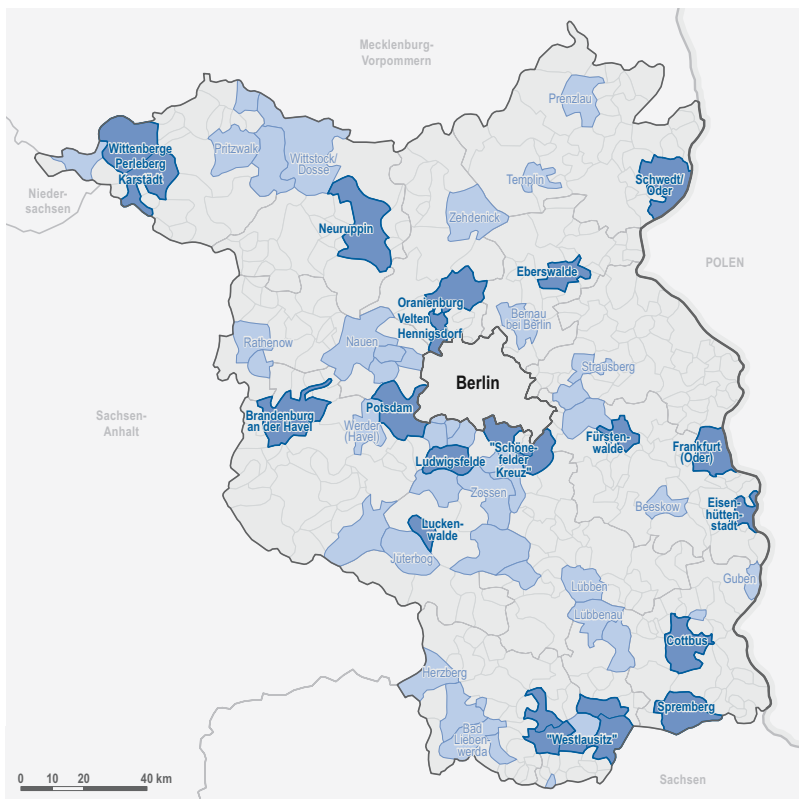 Mecklenburg-
Vorpommern
Prenzlau
Wittenberge
Perleberg
Karstädt
Pritzwalk
Wittstock/
Dosse
Templin
Schwedt/
Oder
Nieder-
sachsen
Zehdenick
Neuruppin
POLEN
Eberswalde
Oranienburg
Velten
Hennigsdorf
Bernau
bei Berlin
Rathenow
Nauen
Strausberg
Berlin
Sachsen-
Anhalt
Brandenburg
an der Havel
Potsdam
Werder
(Havel)
Ludwigsfelde
"Schöne-
felder
Kreuz"
Fürsten-
walde
Frankfurt
(Oder)
Zossen
Beeskow
Eisen-
hütten-
stadt
Lucken-
walde
Jüterbog
Guben
Lübben
Lübbenau
Cottbus
Herzberg
Spremberg
Bad
Lieben-
werda
"Westlausitz"
0 10 20 40 km
Sachsen